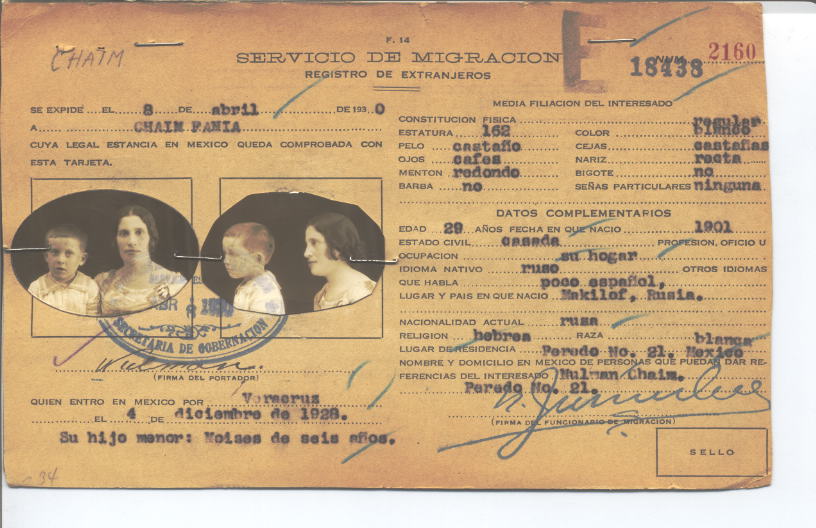 CHAIM
F. 14
SERVICIO DE MIGRACION
REGISTRO DE EXTRANJEROS
E
NUM. 2160
18438
SE EXPIDE EL 8 DE abril DE 1930
A CHAIM FANIA
CUYA LEGAL ESTANCIA EN MEXICO QUEDA COMPROBADA CON
ESTA TARJETA.
SECRETARIA DE GOBERNACION
(FIRMA DEL PORTADOR)
QUIEN ENTRO EN MEXICO POR Veracruz
EL 4 DE diciembre de 1928.
Su hijo menor: Moises de seis años.
34
MEDIA FILIACION DEL INTERESADO
CONSTITUCION FISICA regular
ESTATURA 162 COLOR blanco
PELO castaño CEJAS castañas
OJOS cafes NARIZ recta
MENTON redondo BIGOTE no
BARBA no SEÑAS PARTICULARES ninguna
DATOS COMPLEMENTARIOS
EDAD 29 AÑOS FECHA EN QUE NACIO 1901
ESTADO CIVIL casada PROFESION, OFICIO U
OCUPACION su hogar
IDIOMA NATIVO ruso OTROS IDIOMAS
QUE HABLA poco español,
LUGAR Y PAIS EN QUE NACIO Makilof, Rusia.
NACIONALIDAD ACTUAL rusa
RELIGION hebrea RAZA blanca
LUGAR DE RESIDENCIA Peredo No. 21. Mexico
NOMBRE Y DOMICILIO EN MEXICO DE PERSONAS QUE PUEDAN DAR RE-
FERENCIAS DEL INTERESADO Nulman Chaim.
Peredo No. 21.
(FIRMA DEL FUNCIONARIO DE MIGRACION)
SELLO